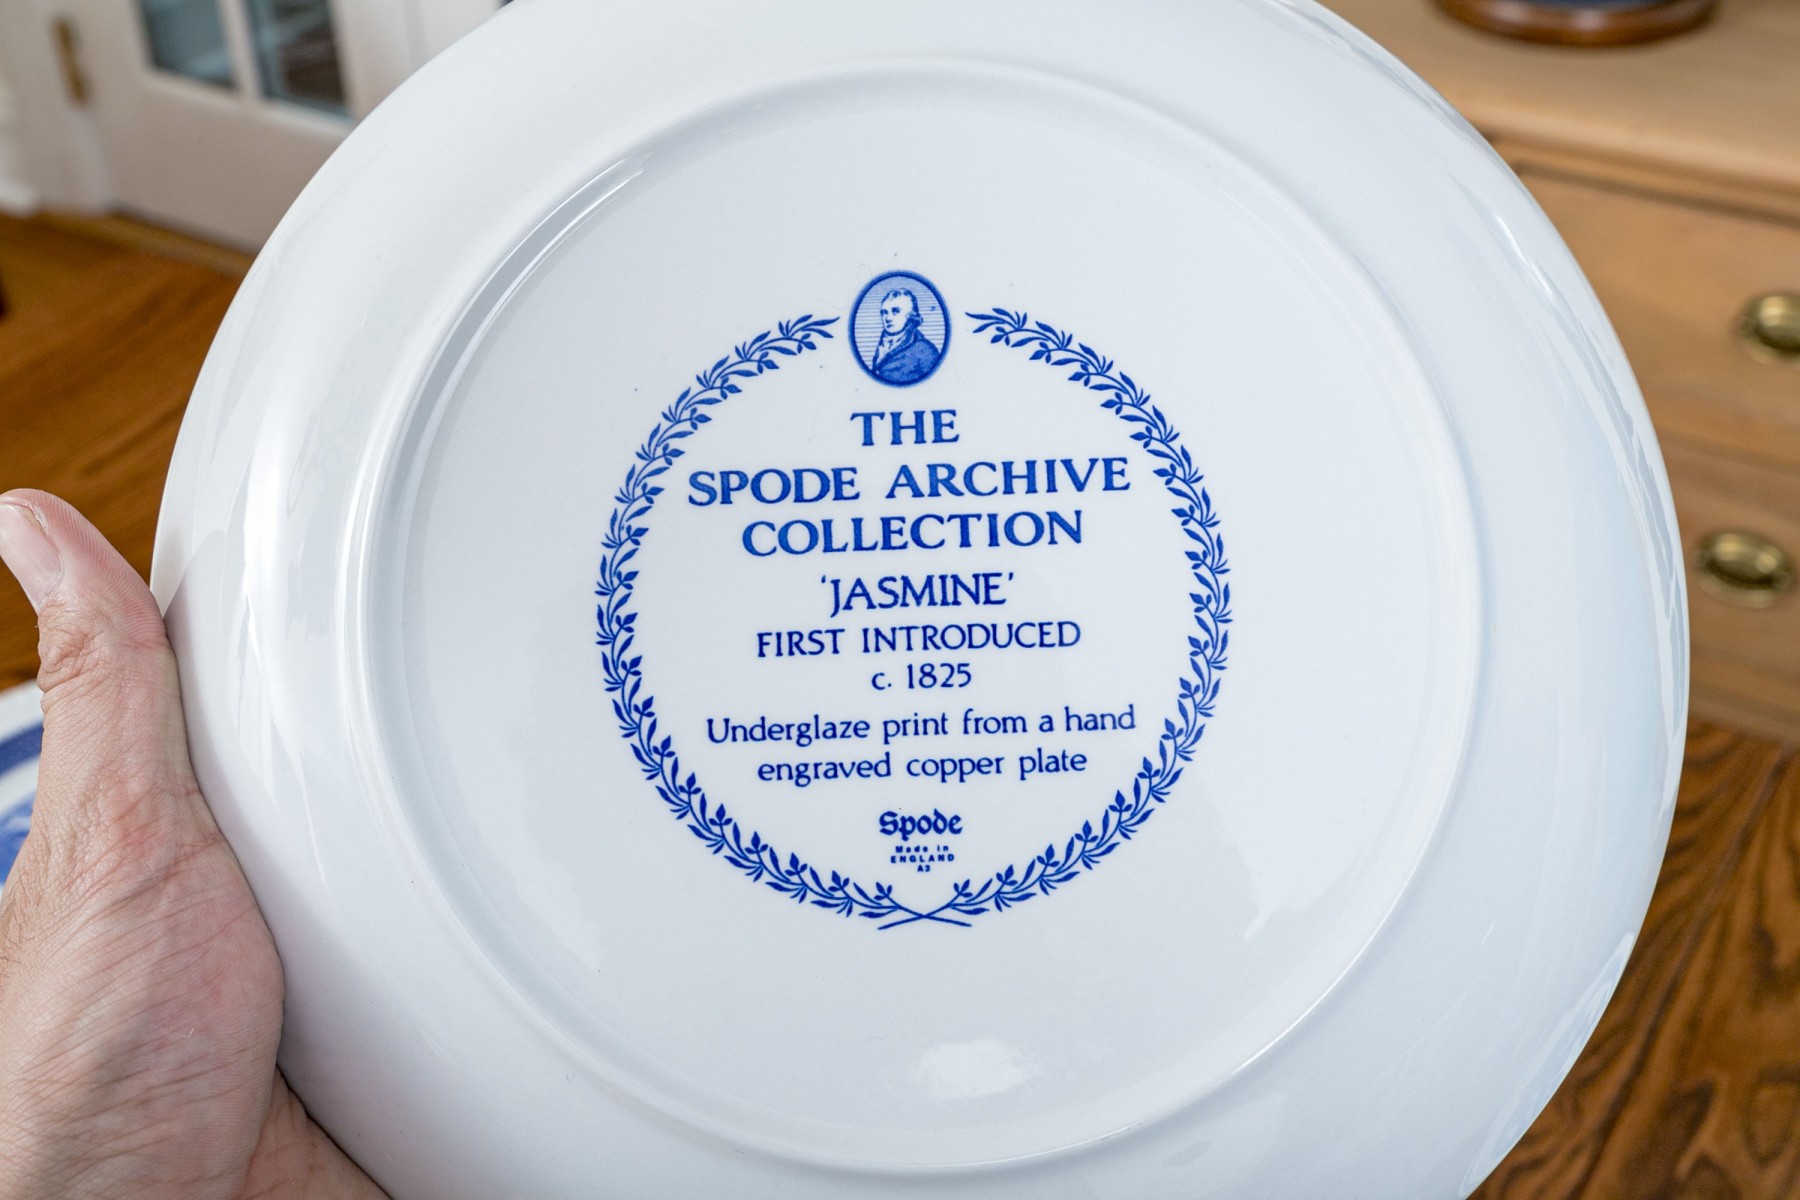 THE
SPODE ARCHIVE
COLLECTION
‘JASMINE’
FIRST INTRODUCED
c. 1825
Underglaze print from a hand
engraved copper plate
Spode
Made in
ENGLAND
A3